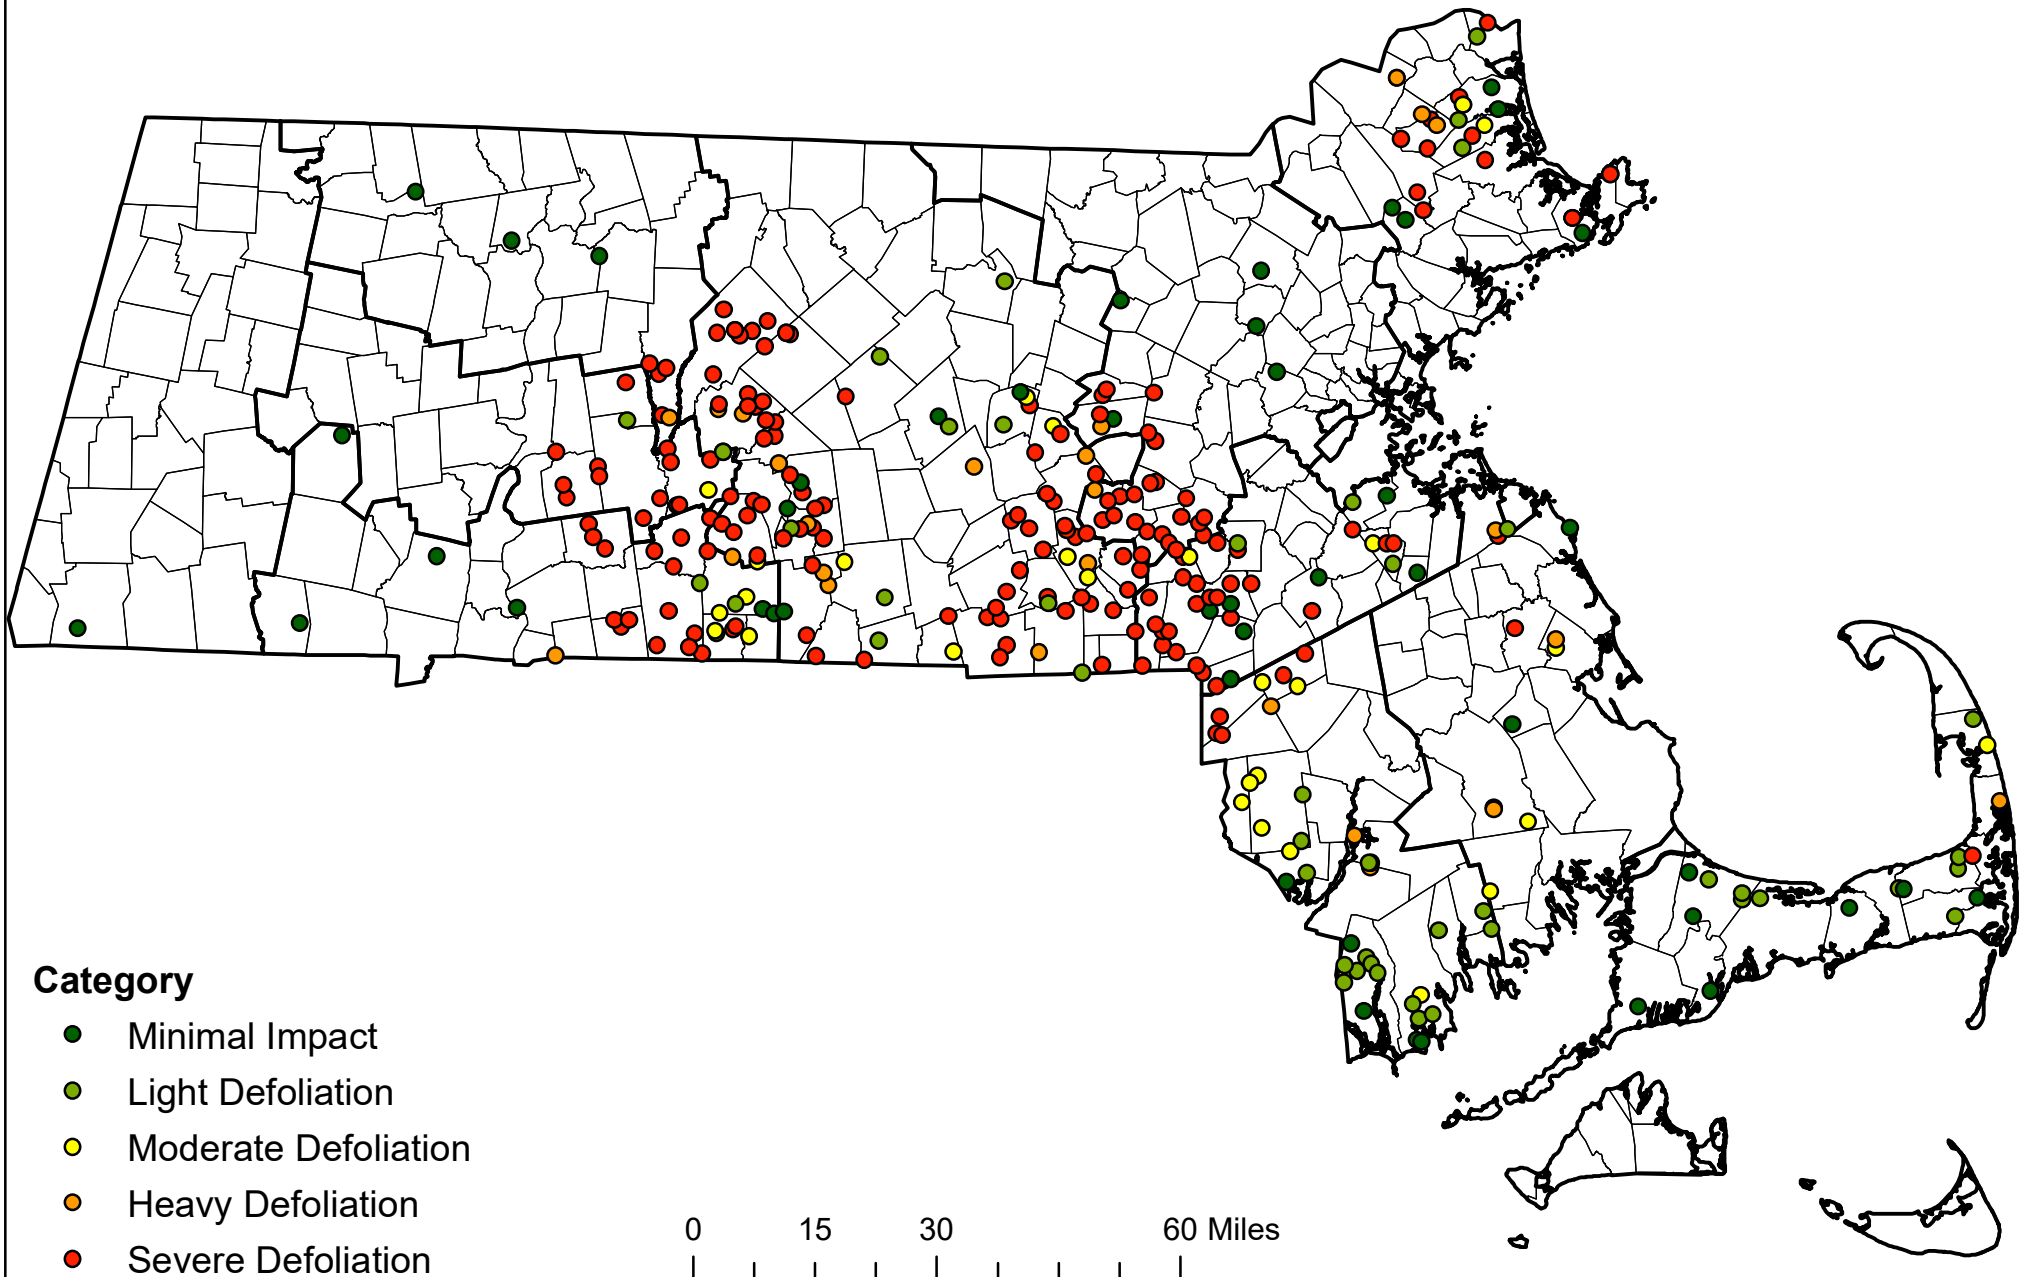 Category
Minimal Impact
Light Defoliation
Moderate Defoliation
Heavy Defoliation
Severe Defoliation
0 15 30 60 Miles